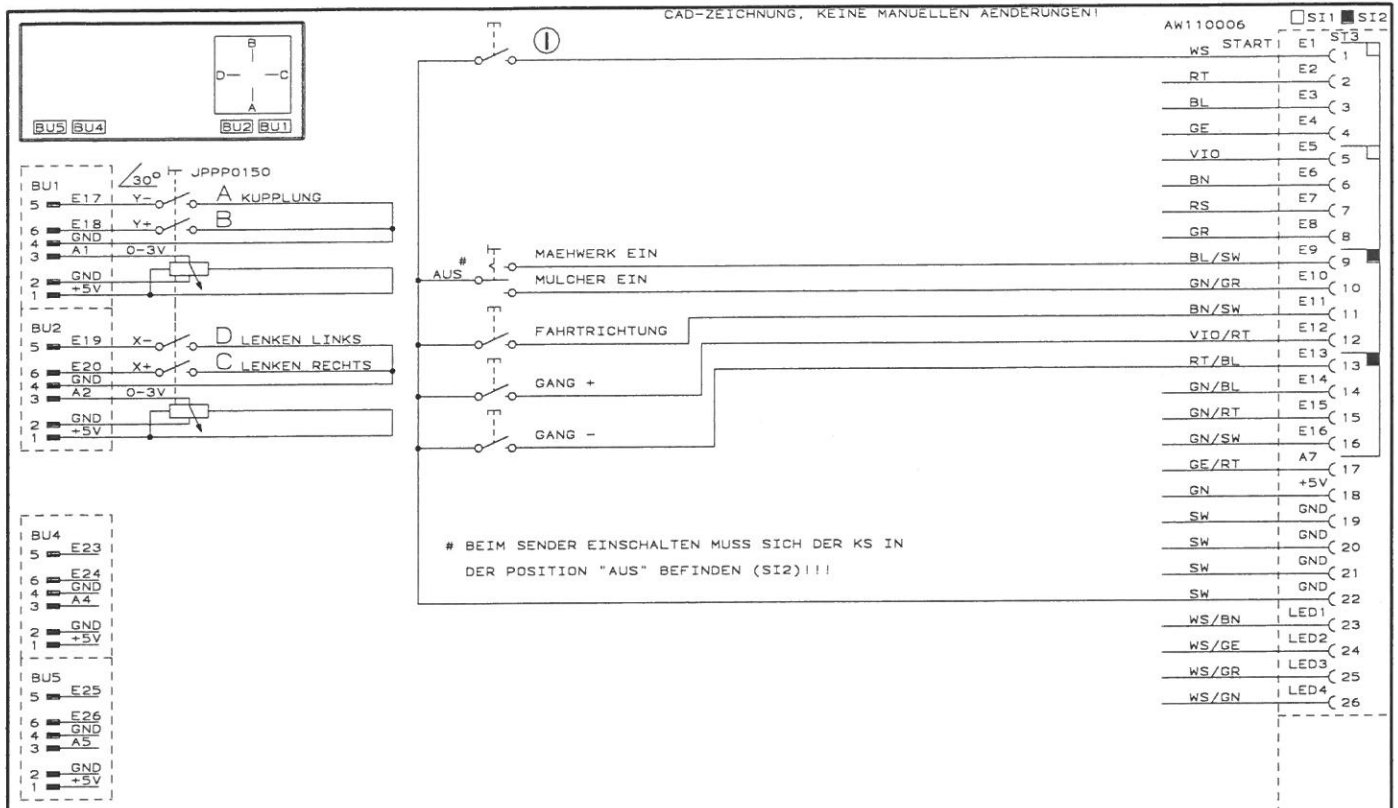 CAD-ZEICHNUNG, KEINE MANUELLEN AENDERUNGEN!
AW110006
SI1 SI2
B
D C
A
BU5 BU4 BU2 BU1
I
ST3
WS START E1 1
RT E2 2
BL E3 3
GE E4 4
VIO E5 5
BN E6 6
RS E7 7
GR E8 8
BL/SW E9 9
GN/GR E10 10
BN/SW E11 11
VIO/RT E12 12
RT/BL E13 13
GN/BL E14 14
GN/RT E15 15
GN/SW E16 16
GE/RT A7 17
GN +5V 18
SW GND 19
SW GND 20
SW GND 21
SW GND 22
WS/BN LED1 23
WS/GE LED2 24
WS/GR LED3 25
WS/GN LED4 26
BU1
30° JPPP0150
5 E17 Y- A KUPPLUNG
6 E18 Y+ B
4 GND
3 A1 0-3V
2 GND
1 +5V
BU2
5 E19 X- D LENKEN LINKS
6 E20 X+ C LENKEN RECHTS
4 GND
3 A2 0-3V
2 GND
1 +5V
#
AUS
MAEHWERK EIN
MULCHER EIN
FAHRTRICHTUNG
GANG +
GANG -
# BEIM SENDER EINSCHALTEN MUSS SICH DER KS IN
DER POSITION "AUS" BEFINDEN (SI2)!!!
BU4
5 E23
6 E24
4 GND
3 A4
2 GND
1 +5V
BU5
5 E25
6 E26
4 GND
3 A5
2 GND
1 +5V